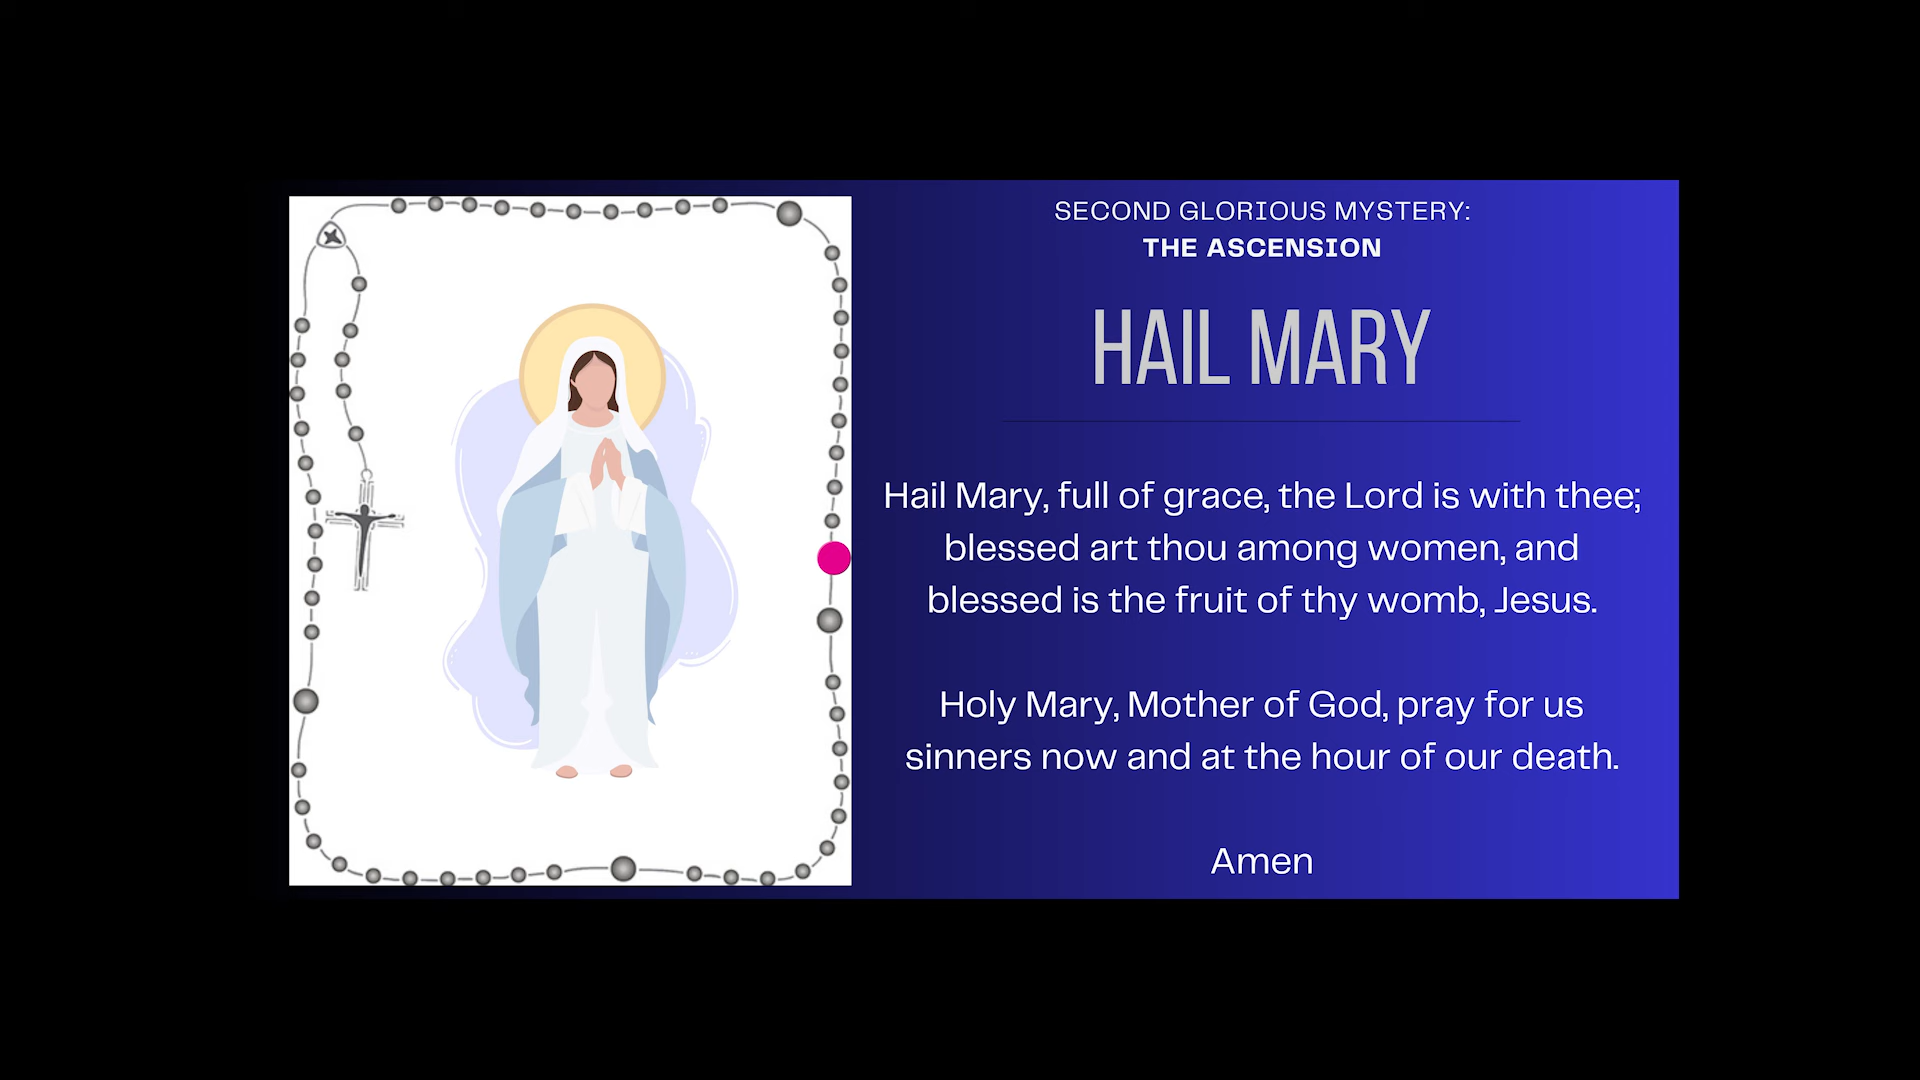 SECOND GLORIOUS MYSTERY:
THE ASCENSION
HAIL MARY
Hail Mary, full of grace, the Lord is with thee;
blessed art thou among women, and
blessed is the fruit of thy womb, Jesus.
Holy Mary, Mother of God, pray for us
sinners now and at the hour of our death.
Amen